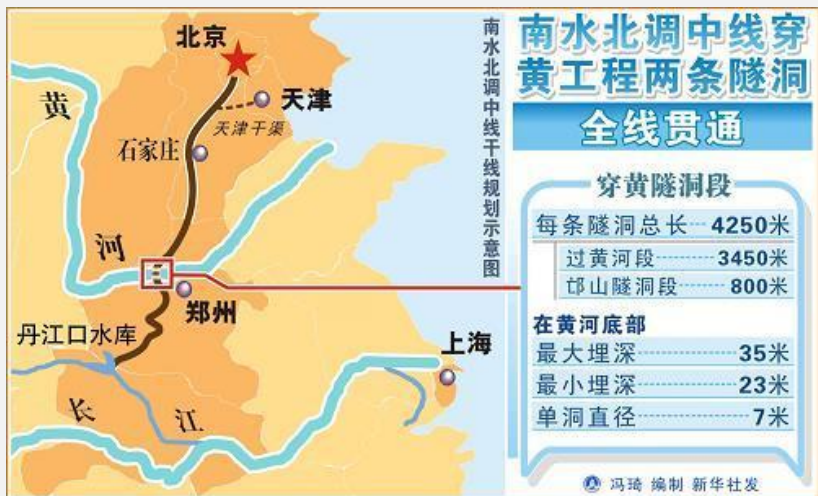 南水北调中线穿
黄工程两条隧洞
全线贯通
穿黄隧洞段
每条隧洞总长 4250米
过黄河段 3450米
邙山隧洞段 800米
在黄河底部
最大埋深 35米
最小埋深 23米
单洞直径 7米
冯琦 编制 新华社发
南水北调中线干线规划示意图
北京
天津
天津干渠
石家庄
黄
河
郑州
丹江口水库
上海
长
江